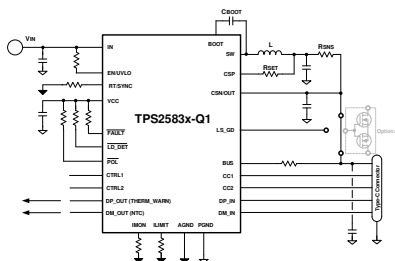 CBOOT
VIN
IN
BOOT
SW
L
RSNS
EN/UVLO
CSP
RSET
RT/SYNC
CSN/OUT
VCC
TPS2583x-Q1
FAULT
LS_GD
Option
LD_DET
POL
BUS
CTRL1
CC1
CTRL2
CC2
DP_OUT (THERM_WARN)
DP_IN
DM_OUT (NTC)
DM_IN
IMON ILIMIT AGND PGND
Type-C Connector